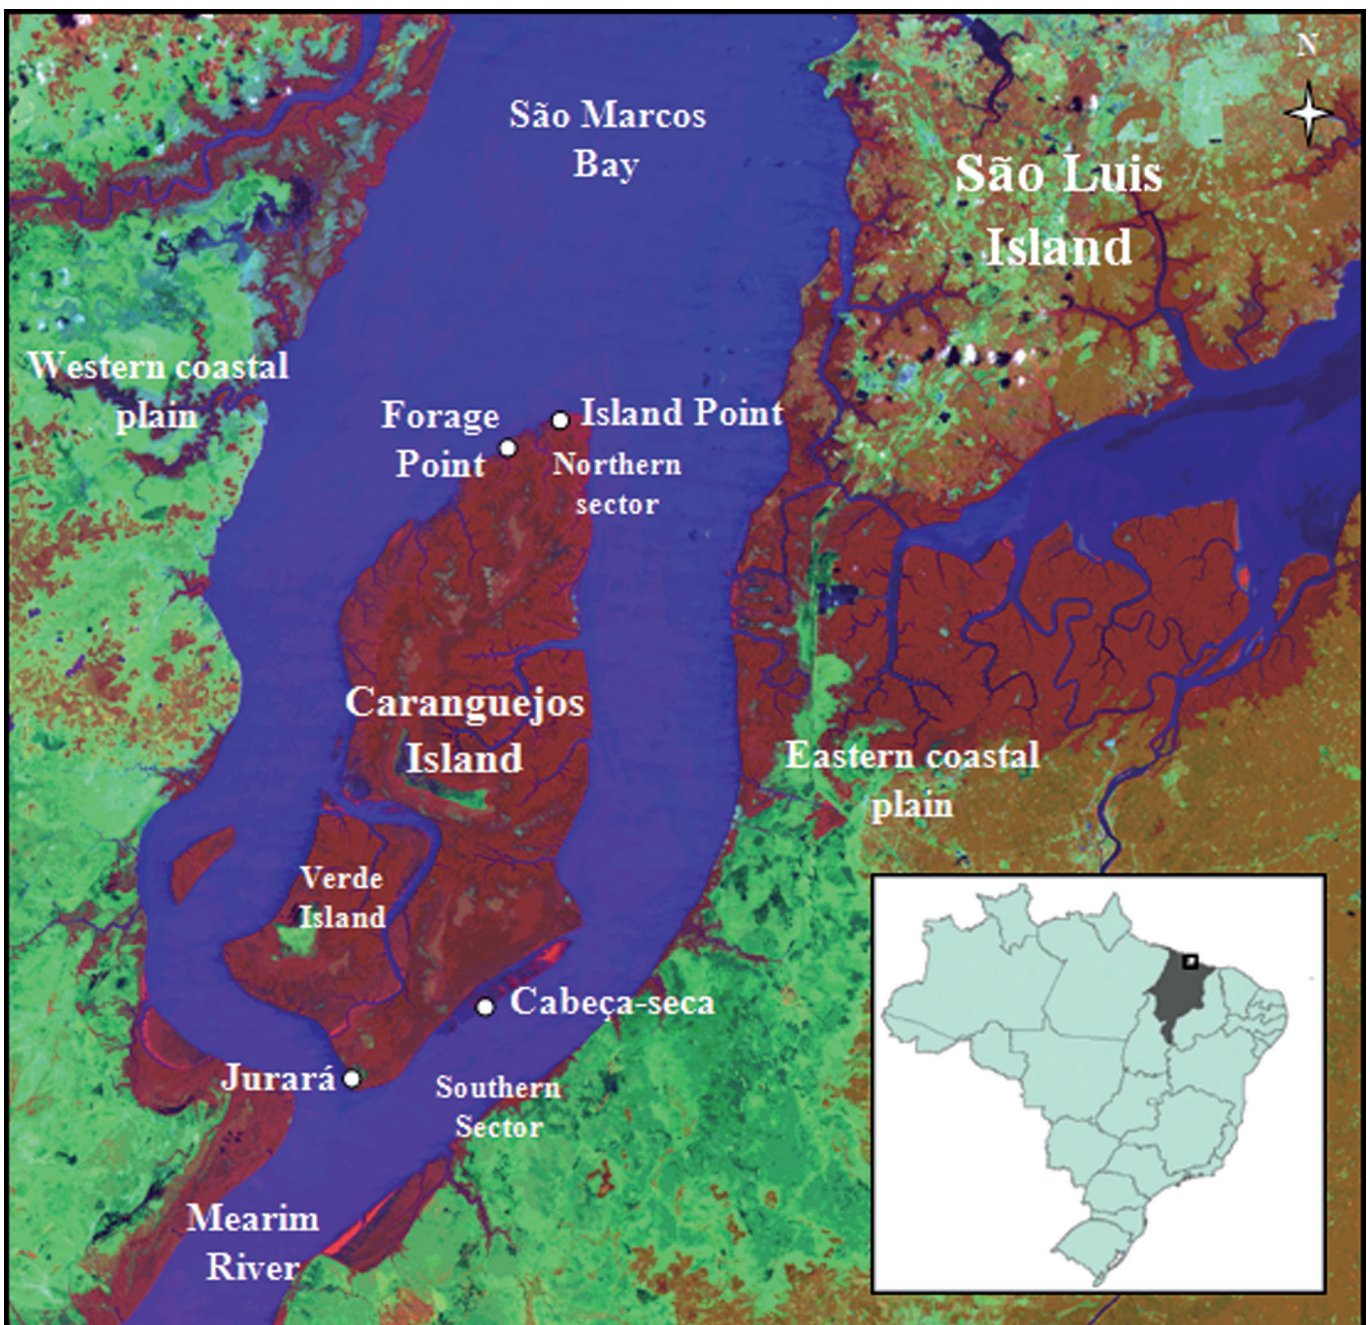 N
São Marcos
Bay
São Luis
Island
Western coastal
plain
Forage
Point
Island Point
Northern
sector
Caranguejos
Island
Eastern coastal
plain
Verde
Island
Cabeça-seca
Jurará
Southern
Sector
Mearim
River